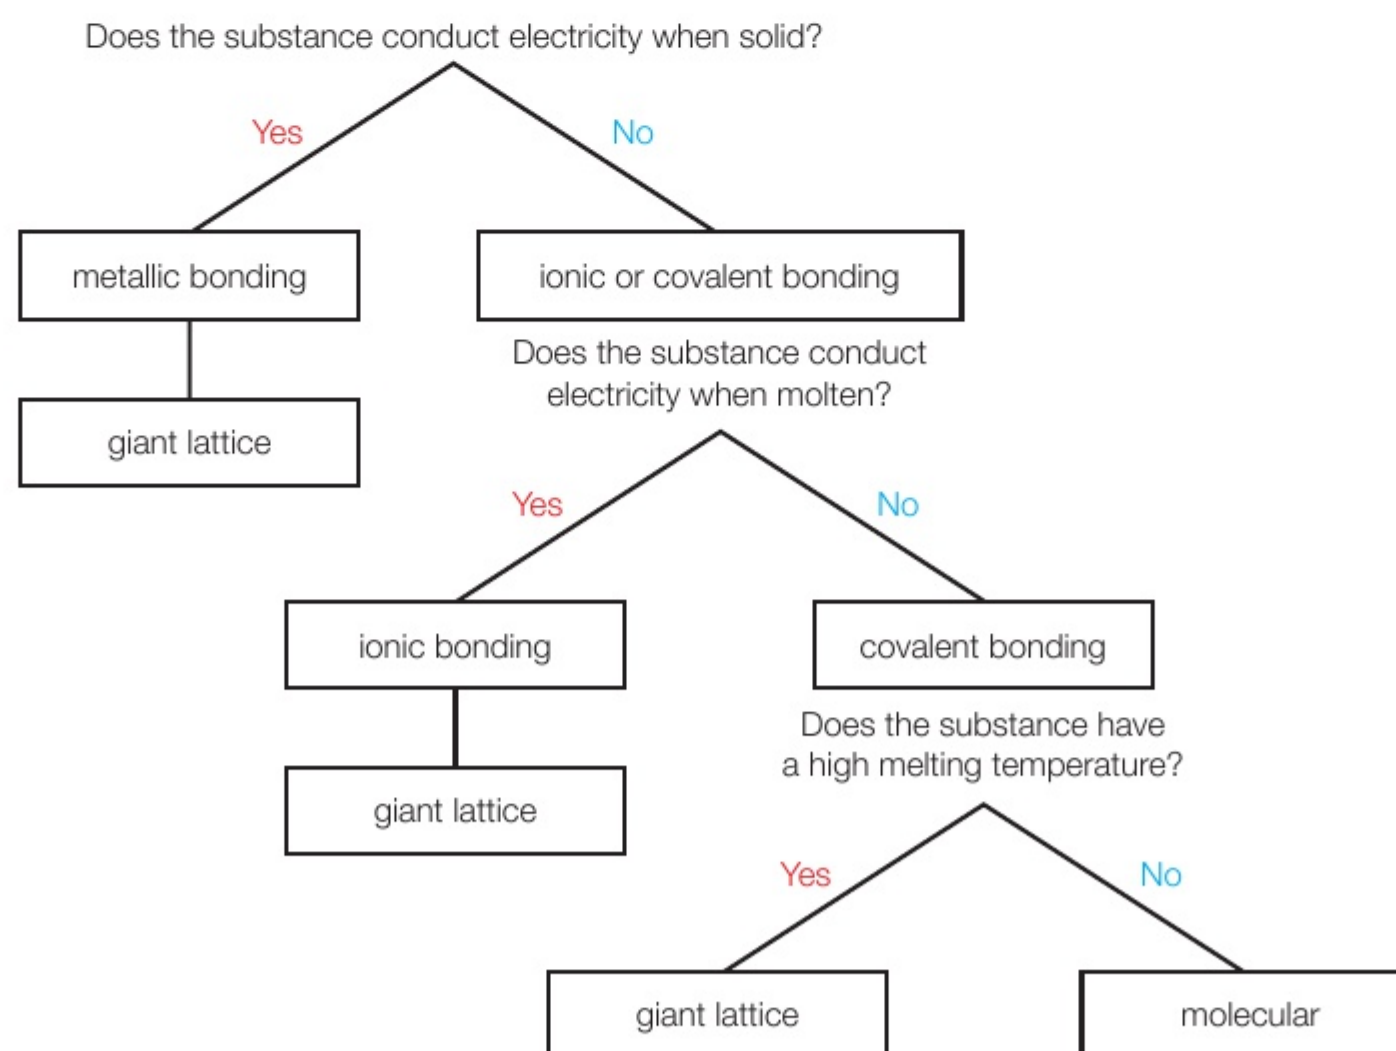 Does the substance conduct electricity when solid?
Yes
No
metallic bonding
ionic or covalent bonding
Does the substance conduct
electricity when molten?
giant lattice
Yes
No
ionic bonding
covalent bonding
Does the substance have
a high melting temperature?
giant lattice
Yes
No
giant lattice
molecular